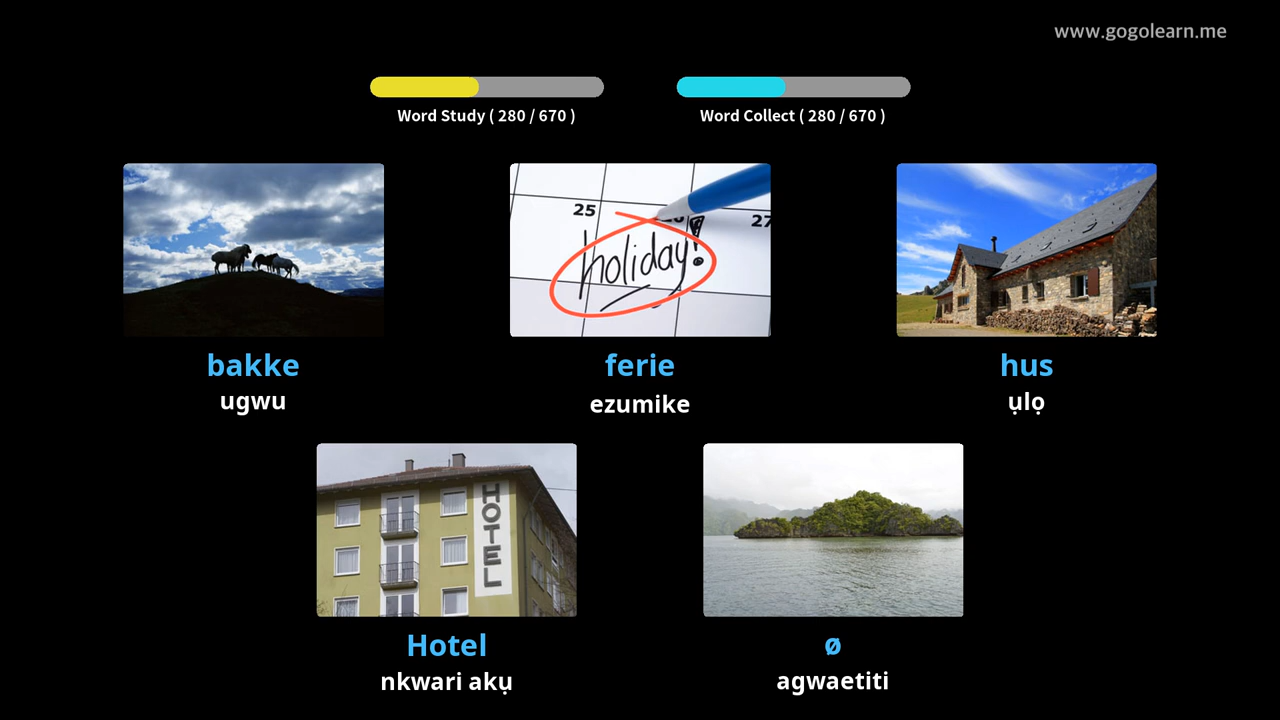 www.gogolearn.me
Word Study ( 280 / 670 )
Word Collect ( 280 / 670 )
25
27
holiday!
bakke
ugwu
ferie
ezumike
hus
ụlọ
HOTEL
Hotel
nkwari akụ
ø
agwaetiti